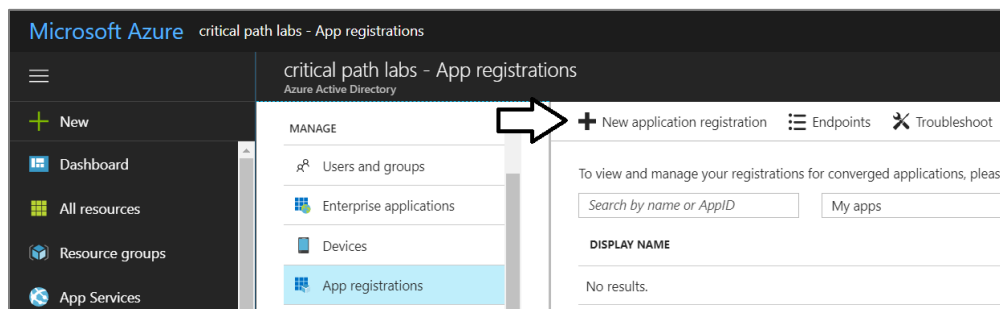 Microsoft Azure critical path labs - App registrations
critical path labs - App registrations
Azure Active Directory
New
Dashboard
All resources
Resource groups
App Services
MANAGE
Users and groups
Enterprise applications
Devices
App registrations
New application registration Endpoints Troubleshoot
To view and manage your registrations for converged applications, pleas
Search by name or AppID My apps
DISPLAY NAME
No results.